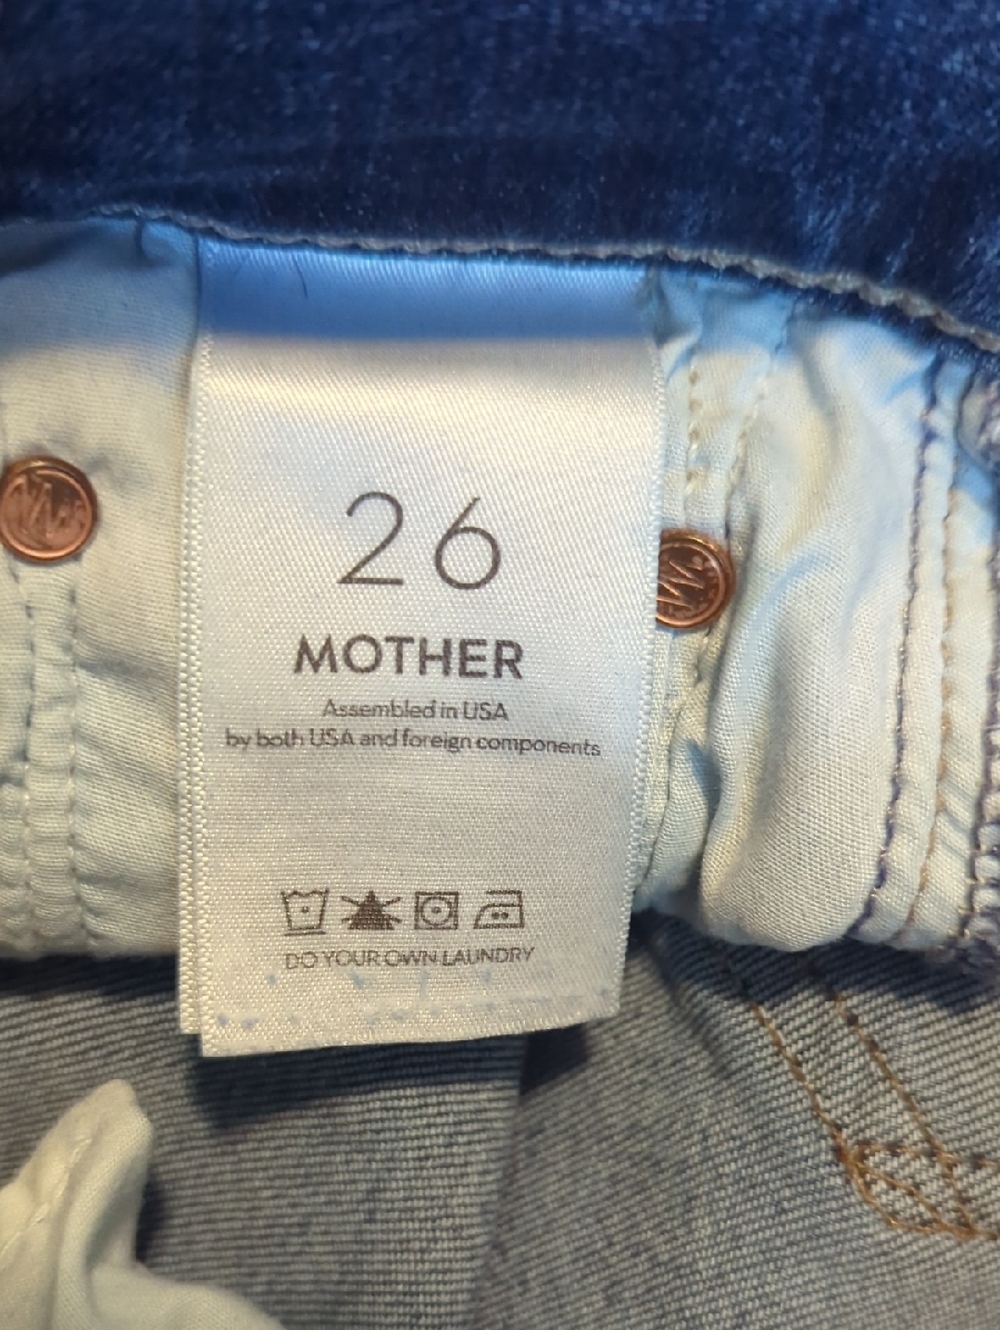 26
MOTHER
Assembled in USA
by both USA and foreign components
DO YOUR OWN LAUNDRY